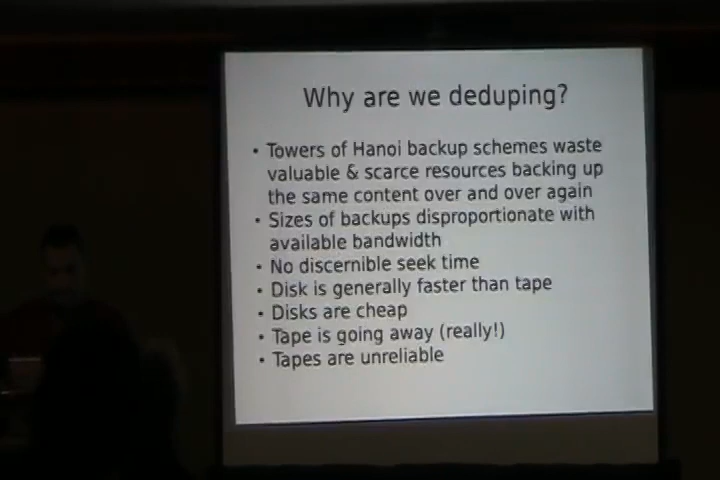 Why are we deduping?
• Towers of Hanoi backup schemes waste
valuable & scarce resources backing up
the same content over and over again
• Sizes of backups disproportionate with
available bandwidth
• No discernible seek time
• Disk is generally faster than tape
• Disks are cheap
• Tape is going away (really!)
• Tapes are unreliable